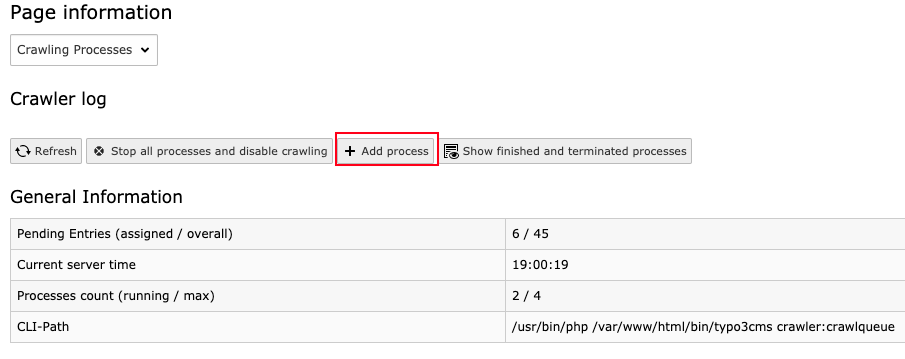 Page information
Crawling Processes
Crawler log
Refresh Stop all processes and disable crawling Add process Show finished and terminated processes
General Information
Pending Entries (assigned / overall) 6 / 45
Current server time 19:00:19
Processes count (running / max) 2 / 4
CLI-Path /usr/bin/php /var/www/html/bin/typo3cms crawler:crawlqueue